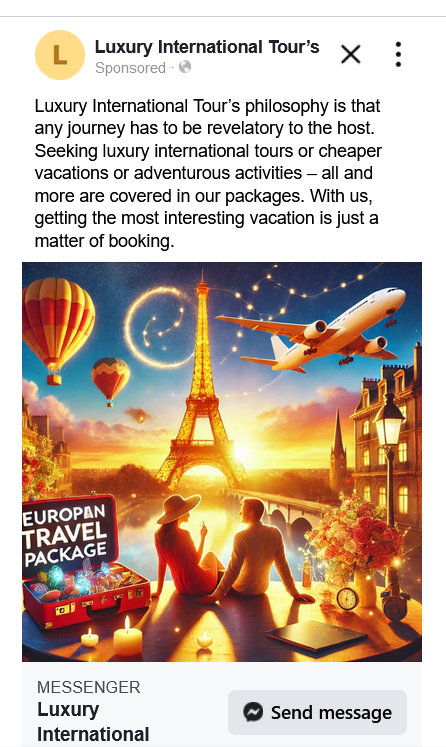 L
Luxury International Tour’s
Sponsored ·
Luxury International Tour’s philosophy is that
any journey has to be revelatory to the host.
Seeking luxury international tours or cheaper
vacations or adventurous activities – all and
more are covered in our packages. With us,
getting the most interesting vacation is just a
matter of booking.
EUROPAN
TRAVEL
PACKAGE
MESSENGER
Luxury
International
Send message